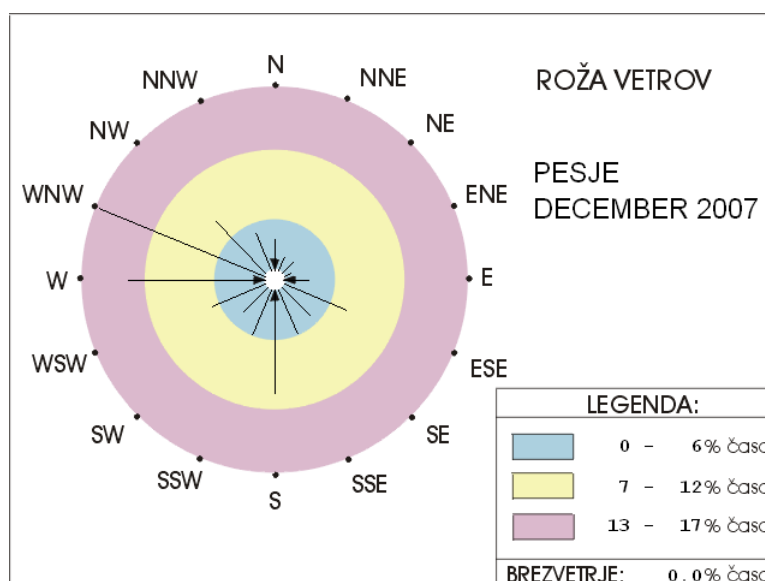 ROŽA VETROV
PESJE
DECEMBER 2007
N
NNE
NE
ENE
E
ESE
SE
SSE
S
SSW
SW
WSW
W
WNW
NW
NNW
LEGENDA:
0 - 6% časa
7 - 12% časa
13 - 17% časa
BREZVETRJE: 0.0% časa